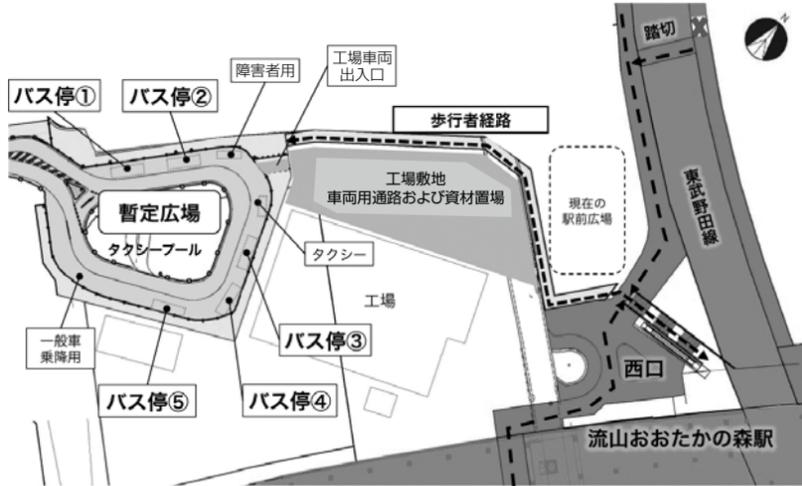 踏切
N
工場車両
出入口
障害者用
バス停①
バス停②
歩行者経路
工場敷地
車両用通路および資材置場
現在の
駅前広場
東武野田線
暫定広場
タクシープール
タクシー
工場
一般車
乗降用
バス停③
バス停④
バス停⑤
西口
流山おおたかの森駅